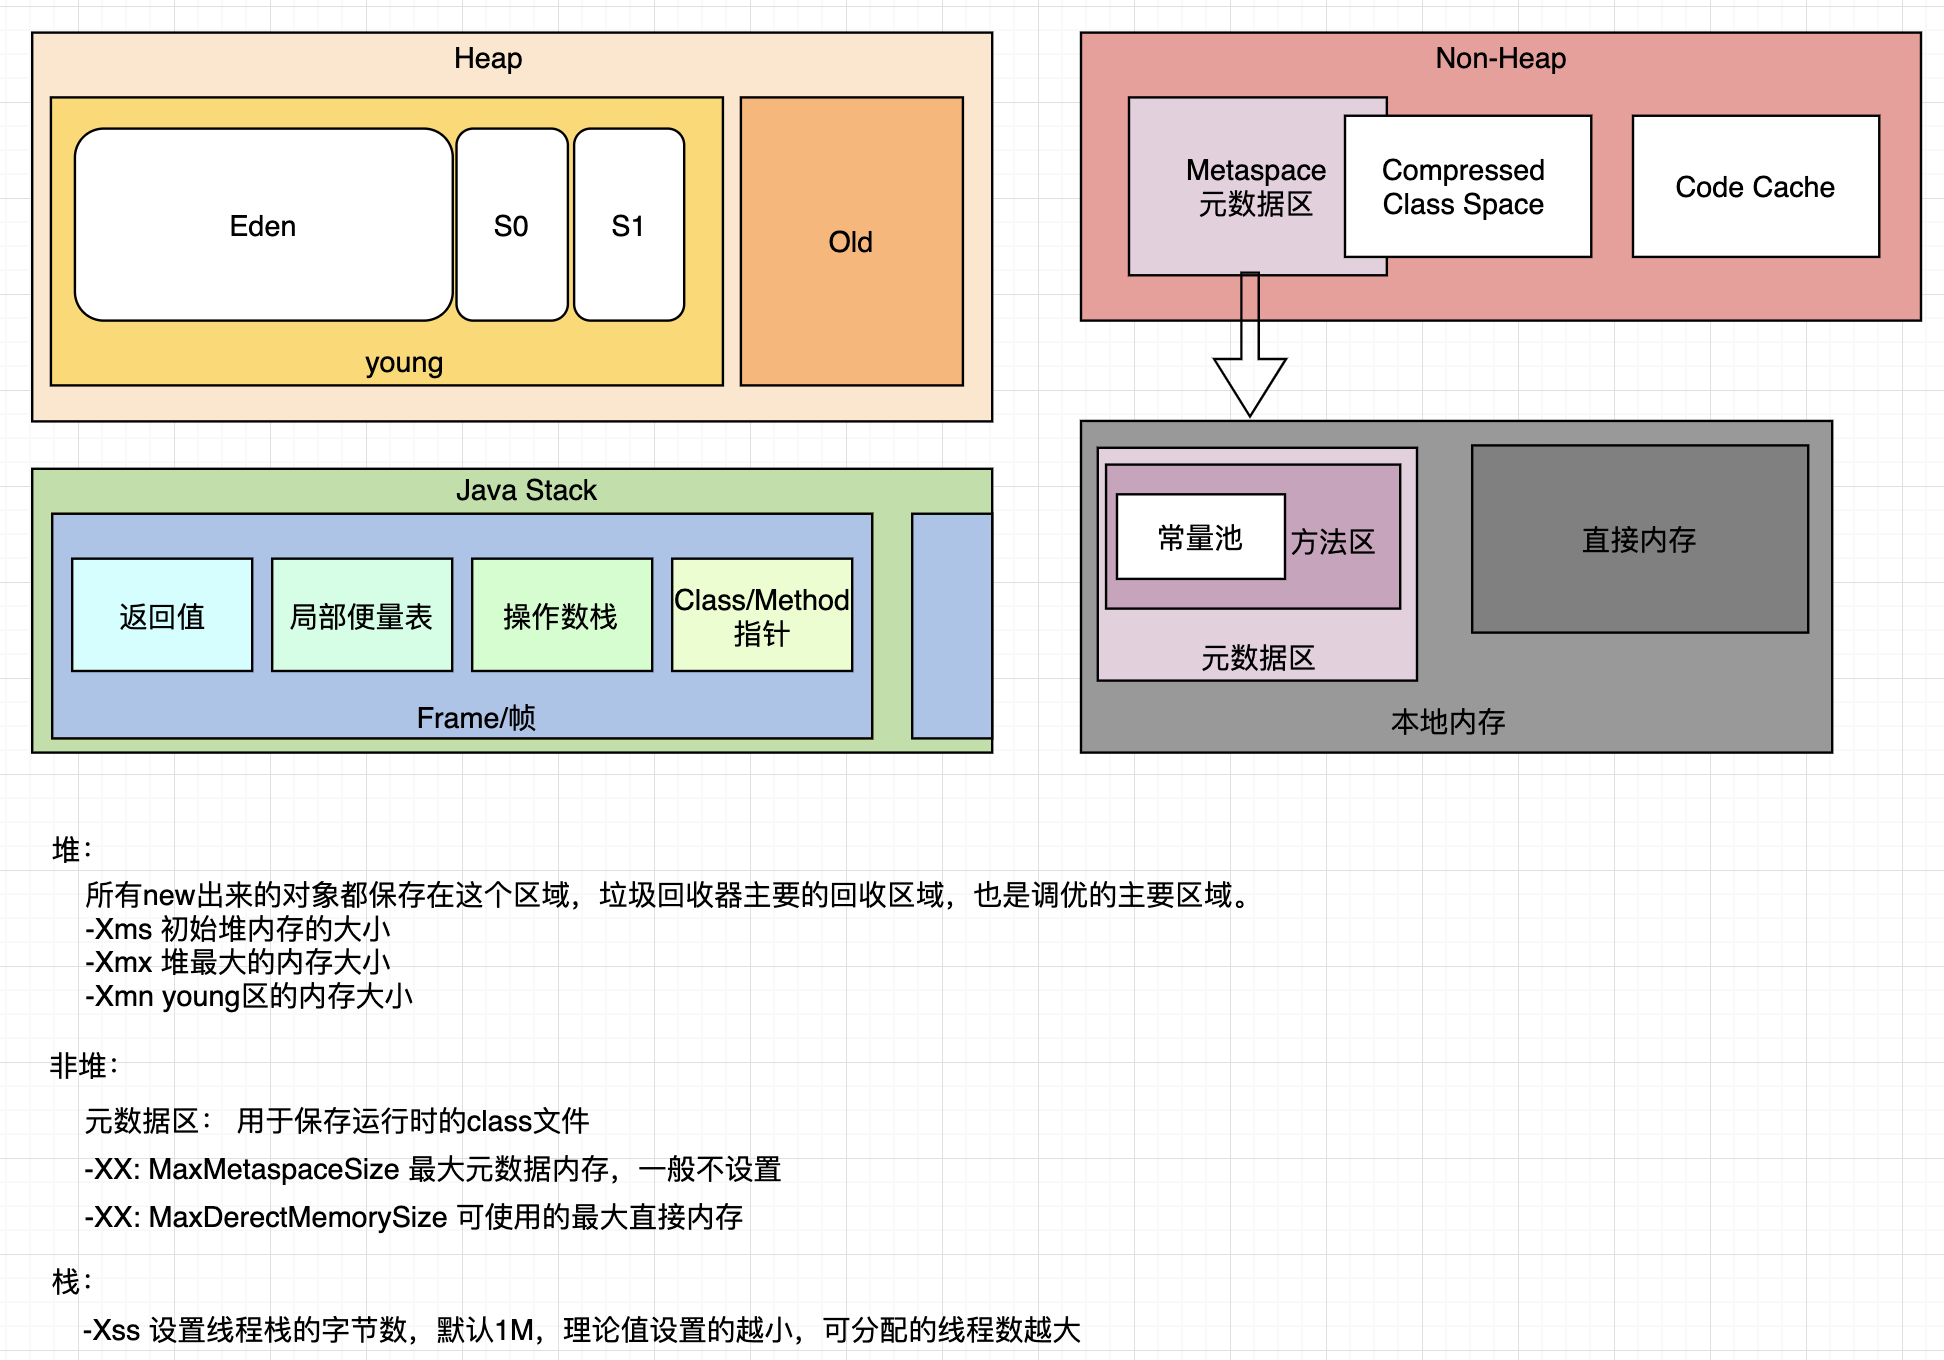 Heap
Eden
S0
S1
young
Old
Non-Heap
Metaspace
元数据区
Compressed
Class Space
Code Cache
Java Stack
返回值
局部便量表
操作数栈
Class/Method
指针
Frame/帧
常量池
方法区
元数据区
直接内存
本地内存
堆：
所有new出来的对象都保存在这个区域，垃圾回收器主要的回收区域，也是调优的主要区域。
-Xms 初始堆内存的大小
-Xmx 堆最大的内存大小
-Xmn young区的内存大小
非堆：
元数据区： 用于保存运行时的class文件
-XX: MaxMetaspaceSize 最大元数据内存，一般不设置
-XX: MaxDerectMemorySize 可使用的最大直接内存
栈：
-Xss 设置线程栈的字节数，默认1M，理论值设置的越小，可分配的线程数越大